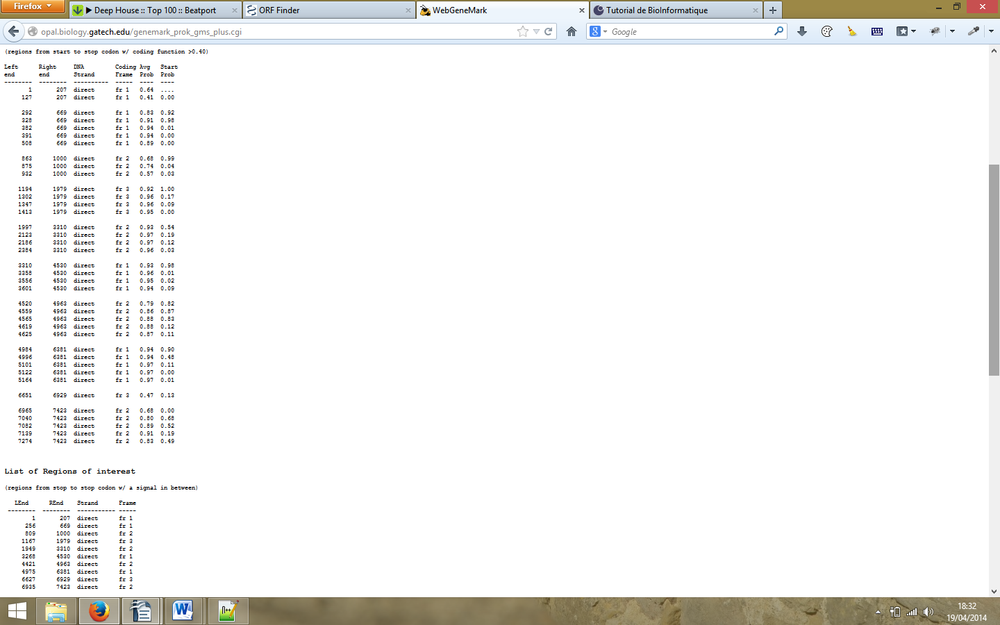 Firefox
▶ Deep House :: Top 100 :: Beatport
ORF Finder
WebGeneMark
Tutorial de BioInformatique
opal.biology.gatech.edu/genemark_prok_gms_plus.cgi
Google
(regions from start to stop codon w/ coding function >0.40)
Left Right DNA Coding Avg Start
end end Strand Frame Prob Prob
-------- -------- ---------- ----- ---- ----
1 207 direct fr 1 0.64 ....
127 207 direct fr 1 0.41 0.00
292 669 direct fr 1 0.83 0.92
328 669 direct fr 1 0.91 0.98
382 669 direct fr 1 0.94 0.01
391 669 direct fr 1 0.94 0.00
508 669 direct fr 1 0.89 0.00
863 1000 direct fr 2 0.68 0.99
875 1000 direct fr 2 0.74 0.04
932 1000 direct fr 2 0.57 0.03
1194 1979 direct fr 3 0.92 1.00
1302 1979 direct fr 3 0.96 0.17
1347 1979 direct fr 3 0.96 0.09
1413 1979 direct fr 3 0.95 0.00
1997 3310 direct fr 2 0.93 0.54
2123 3310 direct fr 2 0.97 0.19
2186 3310 direct fr 2 0.97 0.12
2384 3310 direct fr 2 0.96 0.03
3310 4530 direct fr 1 0.93 0.98
3358 4530 direct fr 1 0.96 0.01
3556 4530 direct fr 1 0.95 0.02
3601 4530 direct fr 1 0.94 0.09
4520 4963 direct fr 2 0.79 0.82
4559 4963 direct fr 2 0.86 0.87
4565 4963 direct fr 2 0.88 0.83
4619 4963 direct fr 2 0.88 0.12
4625 4963 direct fr 2 0.87 0.11
4984 6381 direct fr 1 0.94 0.90
4996 6381 direct fr 1 0.94 0.48
5101 6381 direct fr 1 0.97 0.11
5122 6381 direct fr 1 0.97 0.00
5164 6381 direct fr 1 0.97 0.01
6651 6929 direct fr 3 0.47 0.13
6965 7423 direct fr 2 0.68 0.00
7040 7423 direct fr 2 0.80 0.68
7082 7423 direct fr 2 0.89 0.52
7139 7423 direct fr 2 0.91 0.19
7274 7423 direct fr 2 0.83 0.49
List of Regions of interest
(regions from stop to stop codon w/ a signal in between)
LEnd REnd Strand Frame
-------- -------- ----------- -----
1 207 direct fr 1
256 669 direct fr 1
809 1000 direct fr 2
1167 1979 direct fr 3
1949 3310 direct fr 2
3268 4530 direct fr 1
4421 4963 direct fr 2
4975 6381 direct fr 1
6627 6929 direct fr 3
6935 7423 direct fr 2
18:32
19/04/2014